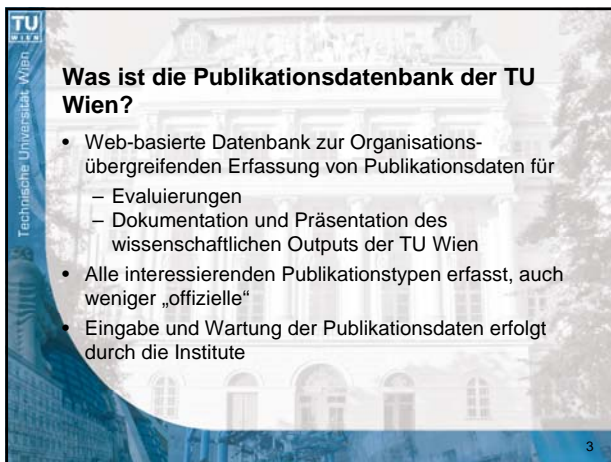 TU
WIEN
Technische Universität Wien
Was ist die Publikationsdatenbank der TU
Wien?
• Web-basierte Datenbank zur Organisations-
übergreifenden Erfassung von Publikationsdaten für
– Evaluierungen
– Dokumentation und Präsentation des
wissenschaftlichen Outputs der TU Wien
• Alle interessierenden Publikationstypen erfasst, auch
weniger „offizielle“
• Eingabe und Wartung der Publikationsdaten erfolgt
durch die Institute
3